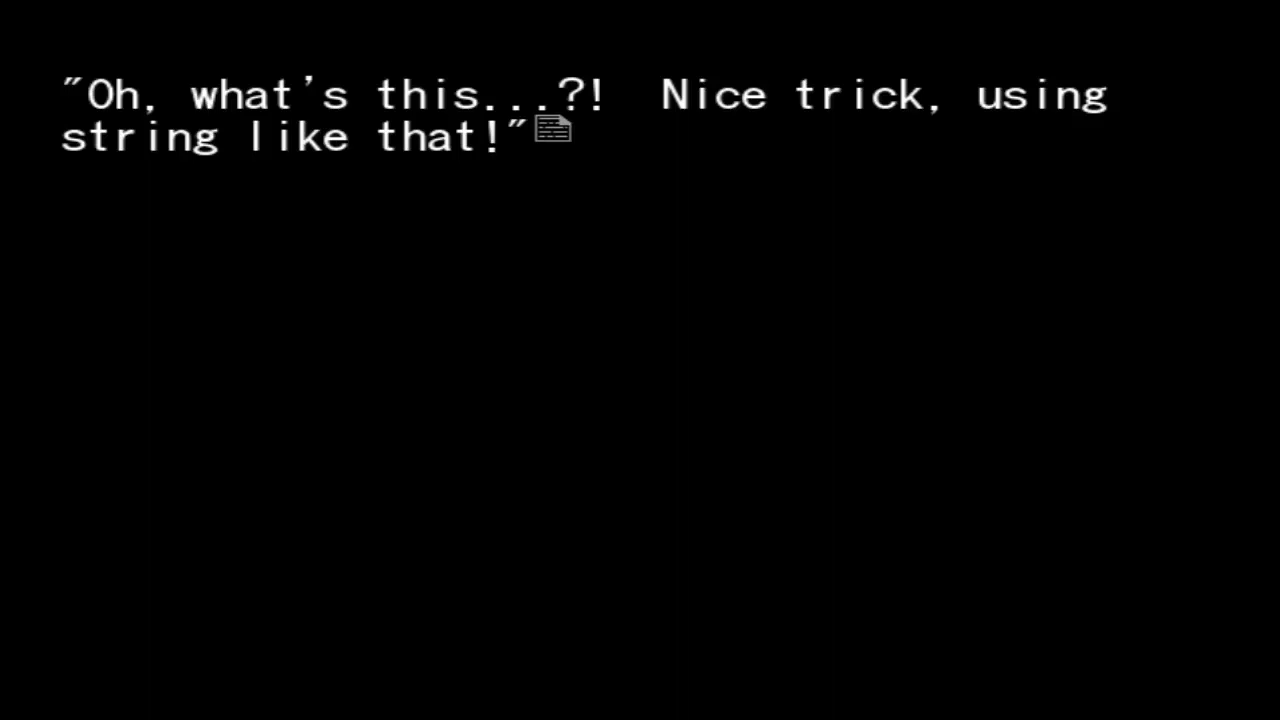 "Oh, what's this...?!  Nice trick, using
string like that!"